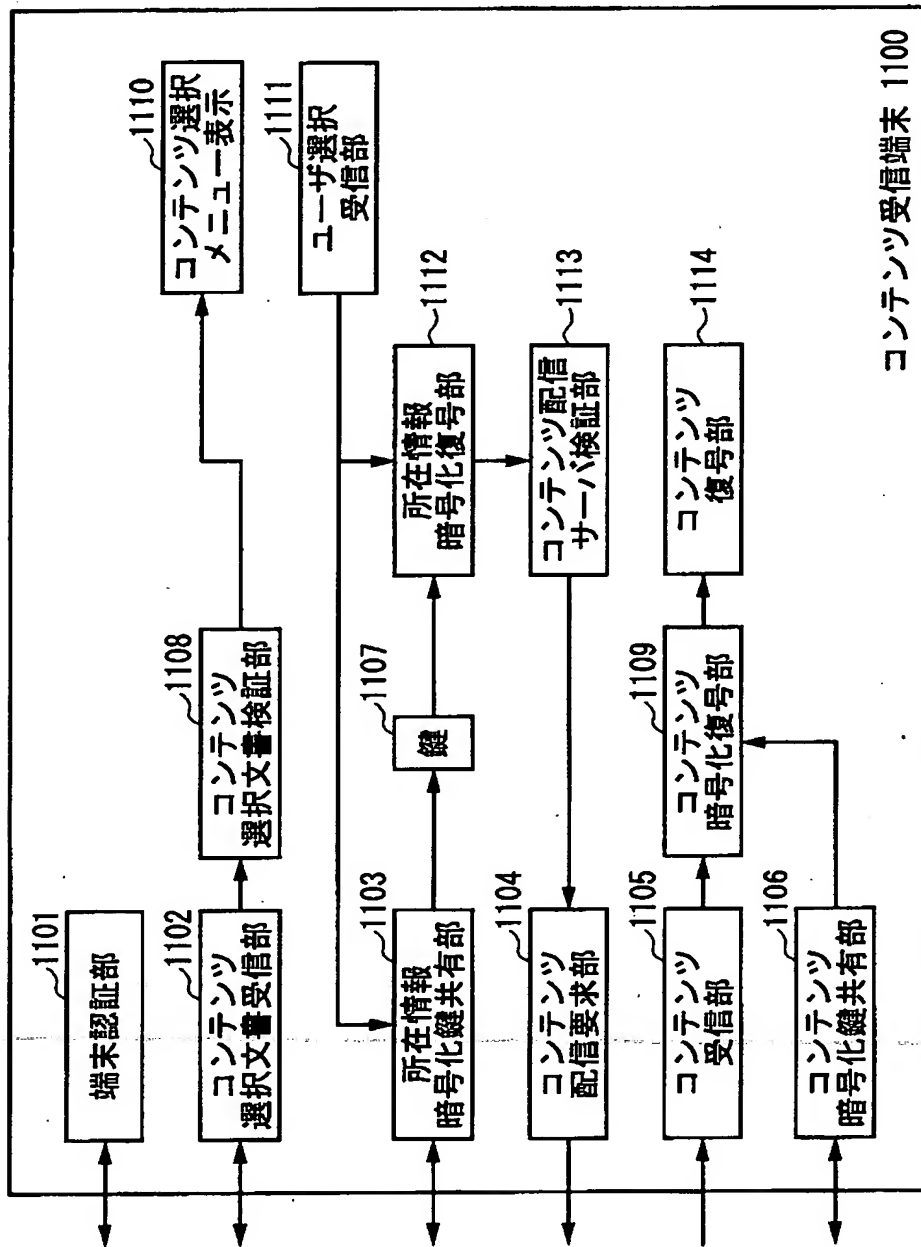 1101
端末認証部
1102
コンテンツ
選択文書受信部
1108
コンテンツ
選択文書検証部
1110
コンテンツ選択
メニュー表示
1111
ユーザ選択
受信部
1103
所在情報
暗号化鍵共有部
1107
鍵
1112
所在情報
暗号化復号部
1104
コンテンツ
配信要求部
1113
コンテンツ配信
サーバ検証部
1105
コンテンツ
受信部
1109
コンテンツ
暗号化復号部
1114
コンテンツ
復号部
1106
コンテンツ
暗号化鍵共有部
コンテンツ受信端末 1100